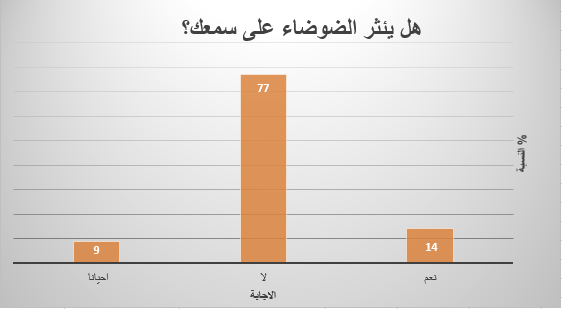 هل يئثر الضوضاء على سمعك؟
77
14
9
% النسبة
نعم
لا
احيانا
الاجابة